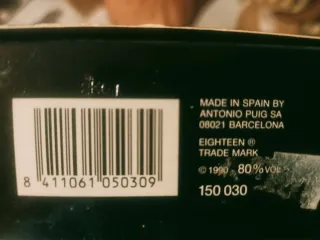 MADE IN SPAIN BY
ANTONIO PUIG SA
08021 BARCELONA
EIGHTEEN ®
TRADE MARK
© 1990 80% VOL
150 030
8 411061 050309